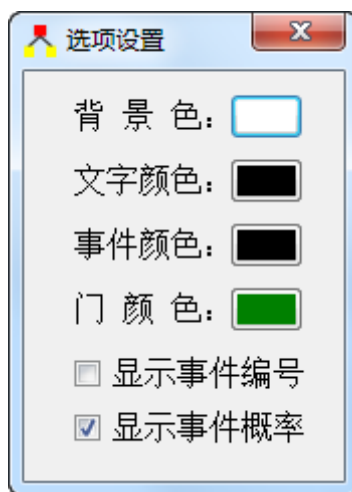 选项设置
背 景 色：
文字颜色：
事件颜色：
门 颜 色：
显示事件编号
显示事件概率